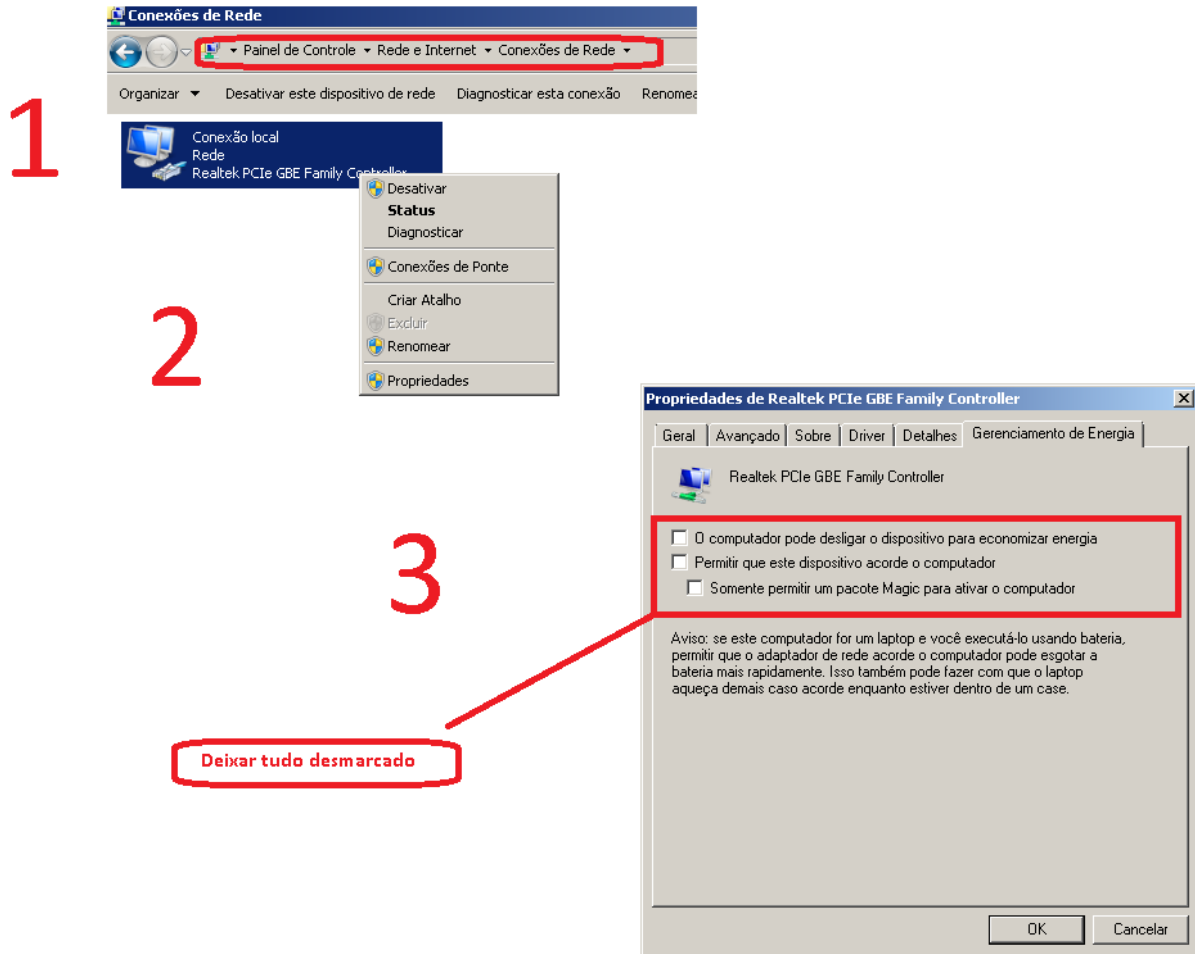 Conexões de Rede
Painel de Controle Rede e Internet Conexões de Rede
Organizar Desativar este dispositivo de rede Diagnosticar esta conexão
1
Conexão local
Rede
Realtek PCIe GBE Family Controller
Desativar
Status
Diagnosticar
Conexões de Ponte
Criar Atalho
Excluir
Renomear
Propriedades
2
Propriedades de Realtek PCIe GBE Family Controller
Geral Avançado Sobre Driver Detalhes Gerenciamento de Energia
Realtek PCIe GBE Family Controller
3
O computador pode desligar o dispositivo para economizar energia
Permitir que este dispositivo acorde o computador
Somente permitir um pacote Magic para ativar o computador
Aviso: se este computador for um laptop e você executá-lo usando bateria,
permitir que o adaptador de rede acorde o computador pode esgotar a
bateria mais rapidamente. Isso também pode fazer com que o laptop
aqueça demais caso acorde enquanto estiver dentro de um case.
Deixar tudo desmarcado
OK Cancelar